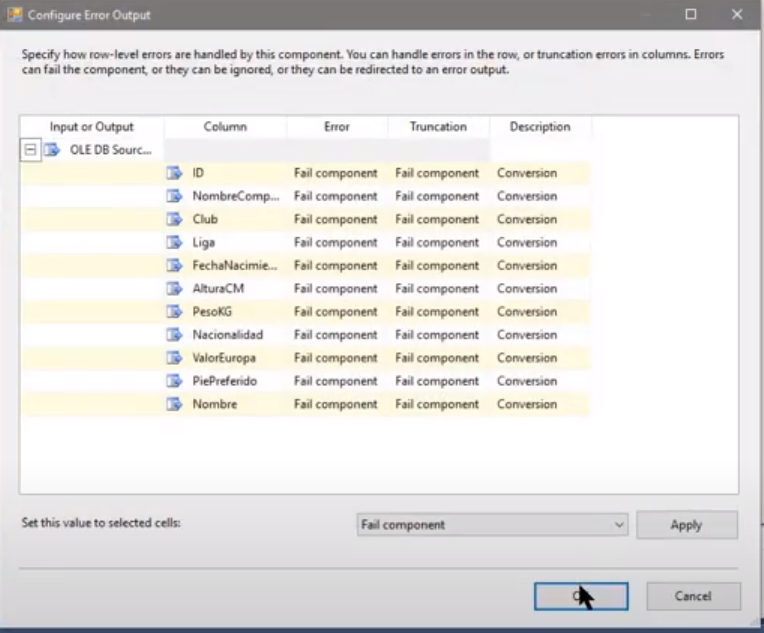 Configure Error Output
Specify how row-level errors are handled by this component. You can handle errors in the row, or truncation errors in columns. Errors
can fail the component, or they can be ignored, or they can be redirected to an error output.
Input or Output Column Error Truncation Description
OLE DB Sourc...
ID Fail component Fail component Conversion
NombreComp... Fail component Fail component Conversion
Club Fail component Fail component Conversion
Liga Fail component Fail component Conversion
FechaNacimie... Fail component Fail component Conversion
AlturaCM Fail component Fail component Conversion
PesoKG Fail component Fail component Conversion
Nacionalidad Fail component Fail component Conversion
ValorEuropa Fail component Fail component Conversion
PiePreferido Fail component Fail component Conversion
Nombre Fail component Fail component Conversion
Set this value to selected cells: Fail component Apply
Cancel